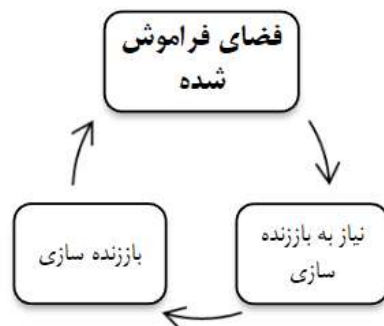 فضای فراموش
شده
نیاز به باززنده
سازی
باززنده سازی